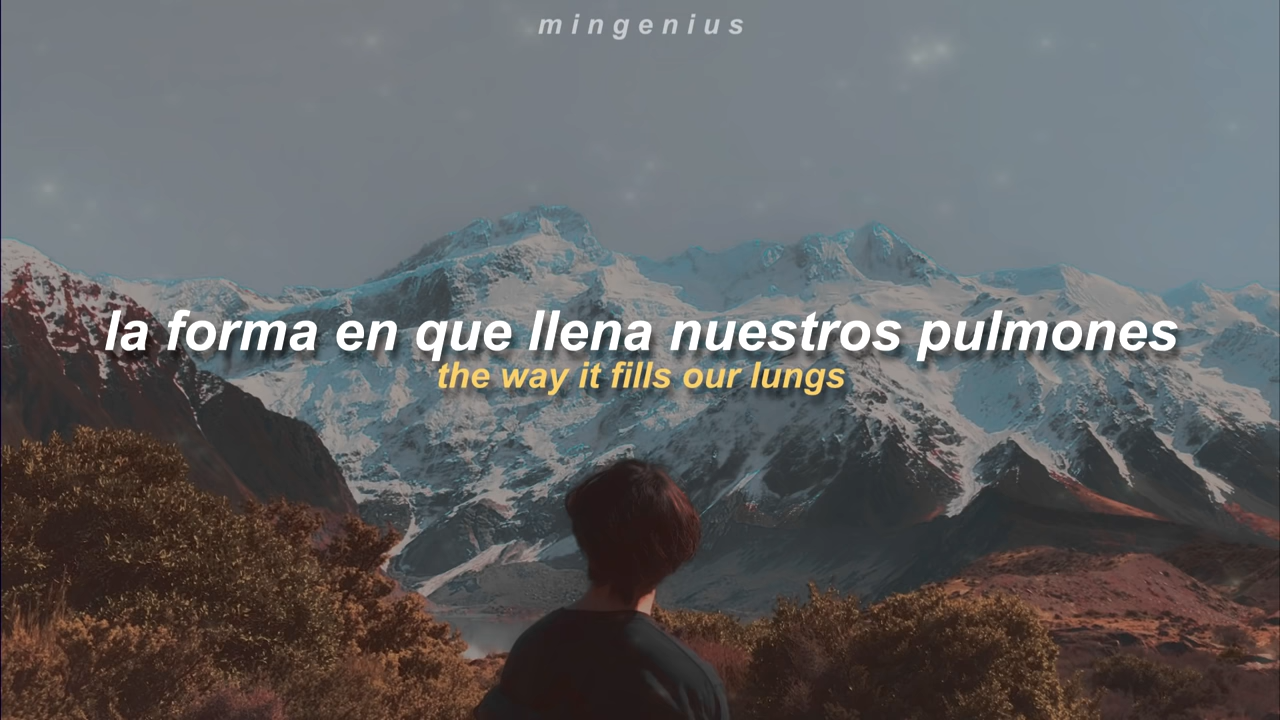 mingenius
la forma en que llena nuestros pulmones
the way it fills our lungs